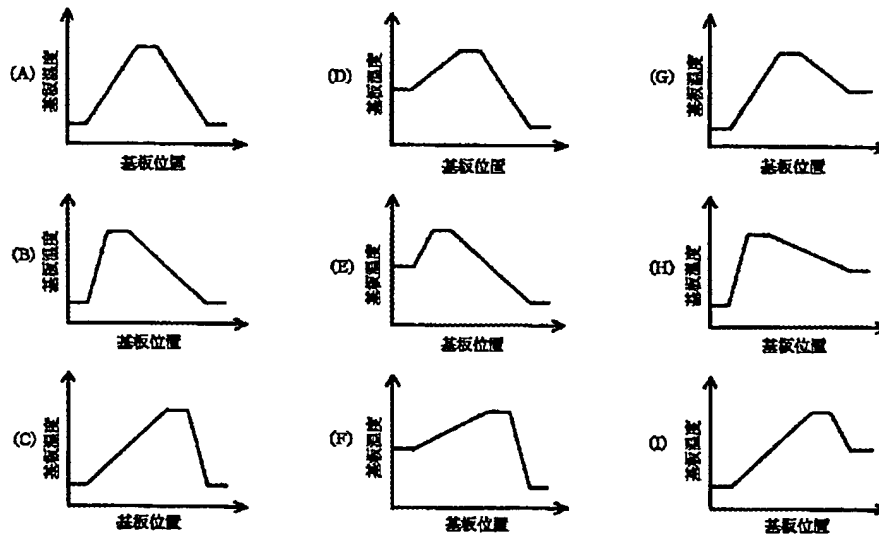 (A) 基板温度 基板位置
(D) 基板温度 基板位置
(G) 基板温度 基板位置
(B) 基板温度 基板位置
(E) 基板温度 基板位置
(H) 基板温度 基板位置
(C) 基板温度 基板位置
(F) 基板温度 基板位置
(I) 基板温度 基板位置